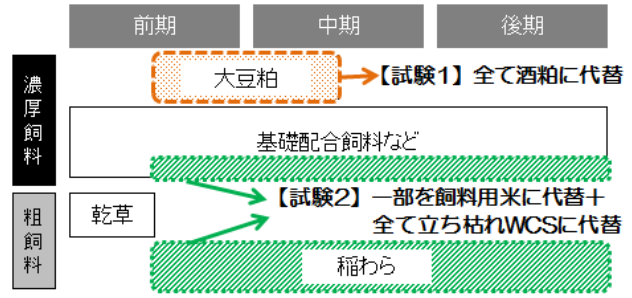 前期 中期 後期
濃厚飼料
大豆粕
【試験1】全て酒粕に代替
基礎配合飼料など
【試験2】一部を飼料用米に代替＋
全て立ち枯れWCSに代替
粗飼料
乾草
稲わら